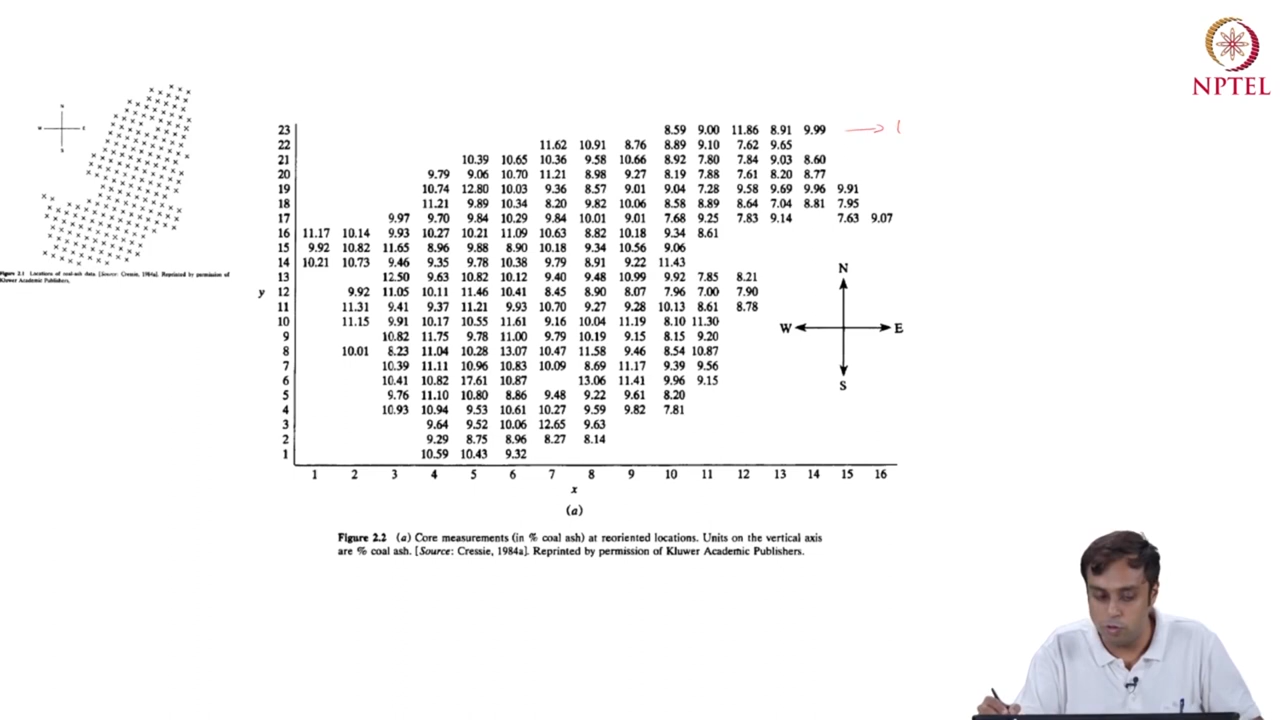 NPTEL
N
W E
S
Figure 2.1 Locations of coal-ash data. [Source: Cressie, 1984a]. Reprinted by permission of
Kluwer Academic Publishers.
23 8.59 9.00 11.86 8.91 9.99
22 11.62 10.91 8.76 8.89 9.10 7.62 9.65
21 10.39 10.65 10.36 9.58 10.66 8.92 7.80 7.84 9.03 8.60
20 9.79 9.06 10.70 11.21 8.98 9.27 8.19 7.88 7.61 8.20 8.77
19 10.74 12.80 10.03 9.36 8.57 9.01 9.04 7.28 9.58 9.69 9.96 9.91
18 11.21 9.89 10.34 8.20 9.82 10.06 8.58 8.89 8.64 7.04 8.81 7.95
17 9.97 9.70 9.84 10.29 9.84 10.01 9.01 7.68 9.25 7.83 9.14 7.63 9.07
16 11.17 10.14 9.93 10.27 10.21 11.09 10.63 8.82 10.18 9.34 8.61
15 9.92 10.82 11.65 8.96 9.88 8.90 10.18 9.34 10.56 9.06
14 10.21 10.73 9.46 9.35 9.78 10.38 9.79 8.91 9.22 11.43
13 12.50 9.63 10.82 10.12 9.40 9.48 10.99 9.92 7.85 8.21
y 12 9.92 11.05 10.11 11.46 10.41 8.45 8.90 8.07 7.96 7.00 7.90
11 11.31 9.41 9.37 11.21 9.93 10.70 9.27 9.28 10.13 8.61 8.78
10 11.15 9.91 10.17 10.55 11.61 9.16 10.04 11.19 8.10 11.30
9 10.82 11.75 9.78 11.00 9.79 10.19 9.15 8.15 9.20
8 10.01 8.23 11.04 10.28 13.07 10.47 11.58 9.46 8.54 10.87
7 10.39 11.11 10.96 10.83 10.09 8.69 11.17 9.39 9.56
6 10.41 10.82 17.61 10.87 13.06 11.41 9.96 9.15
5 9.76 11.10 10.80 8.86 9.48 9.22 9.61 8.20
4 10.93 10.94 9.53 10.61 10.27 9.59 9.82 7.81
3 9.64 9.52 10.06 12.65 9.63
2 9.29 8.75 8.96 8.27 8.14
1 10.59 10.43 9.32
1 2 3 4 5 6 7 8 9 10 11 12 13 14 15 16
x
(a)
N
W E
S
Figure 2.2 (a) Core measurements (in % coal ash) at reoriented locations. Units on the vertical axis
are % coal ash. [Source: Cressie, 1984a]. Reprinted by permission of Kluwer Academic Publishers.